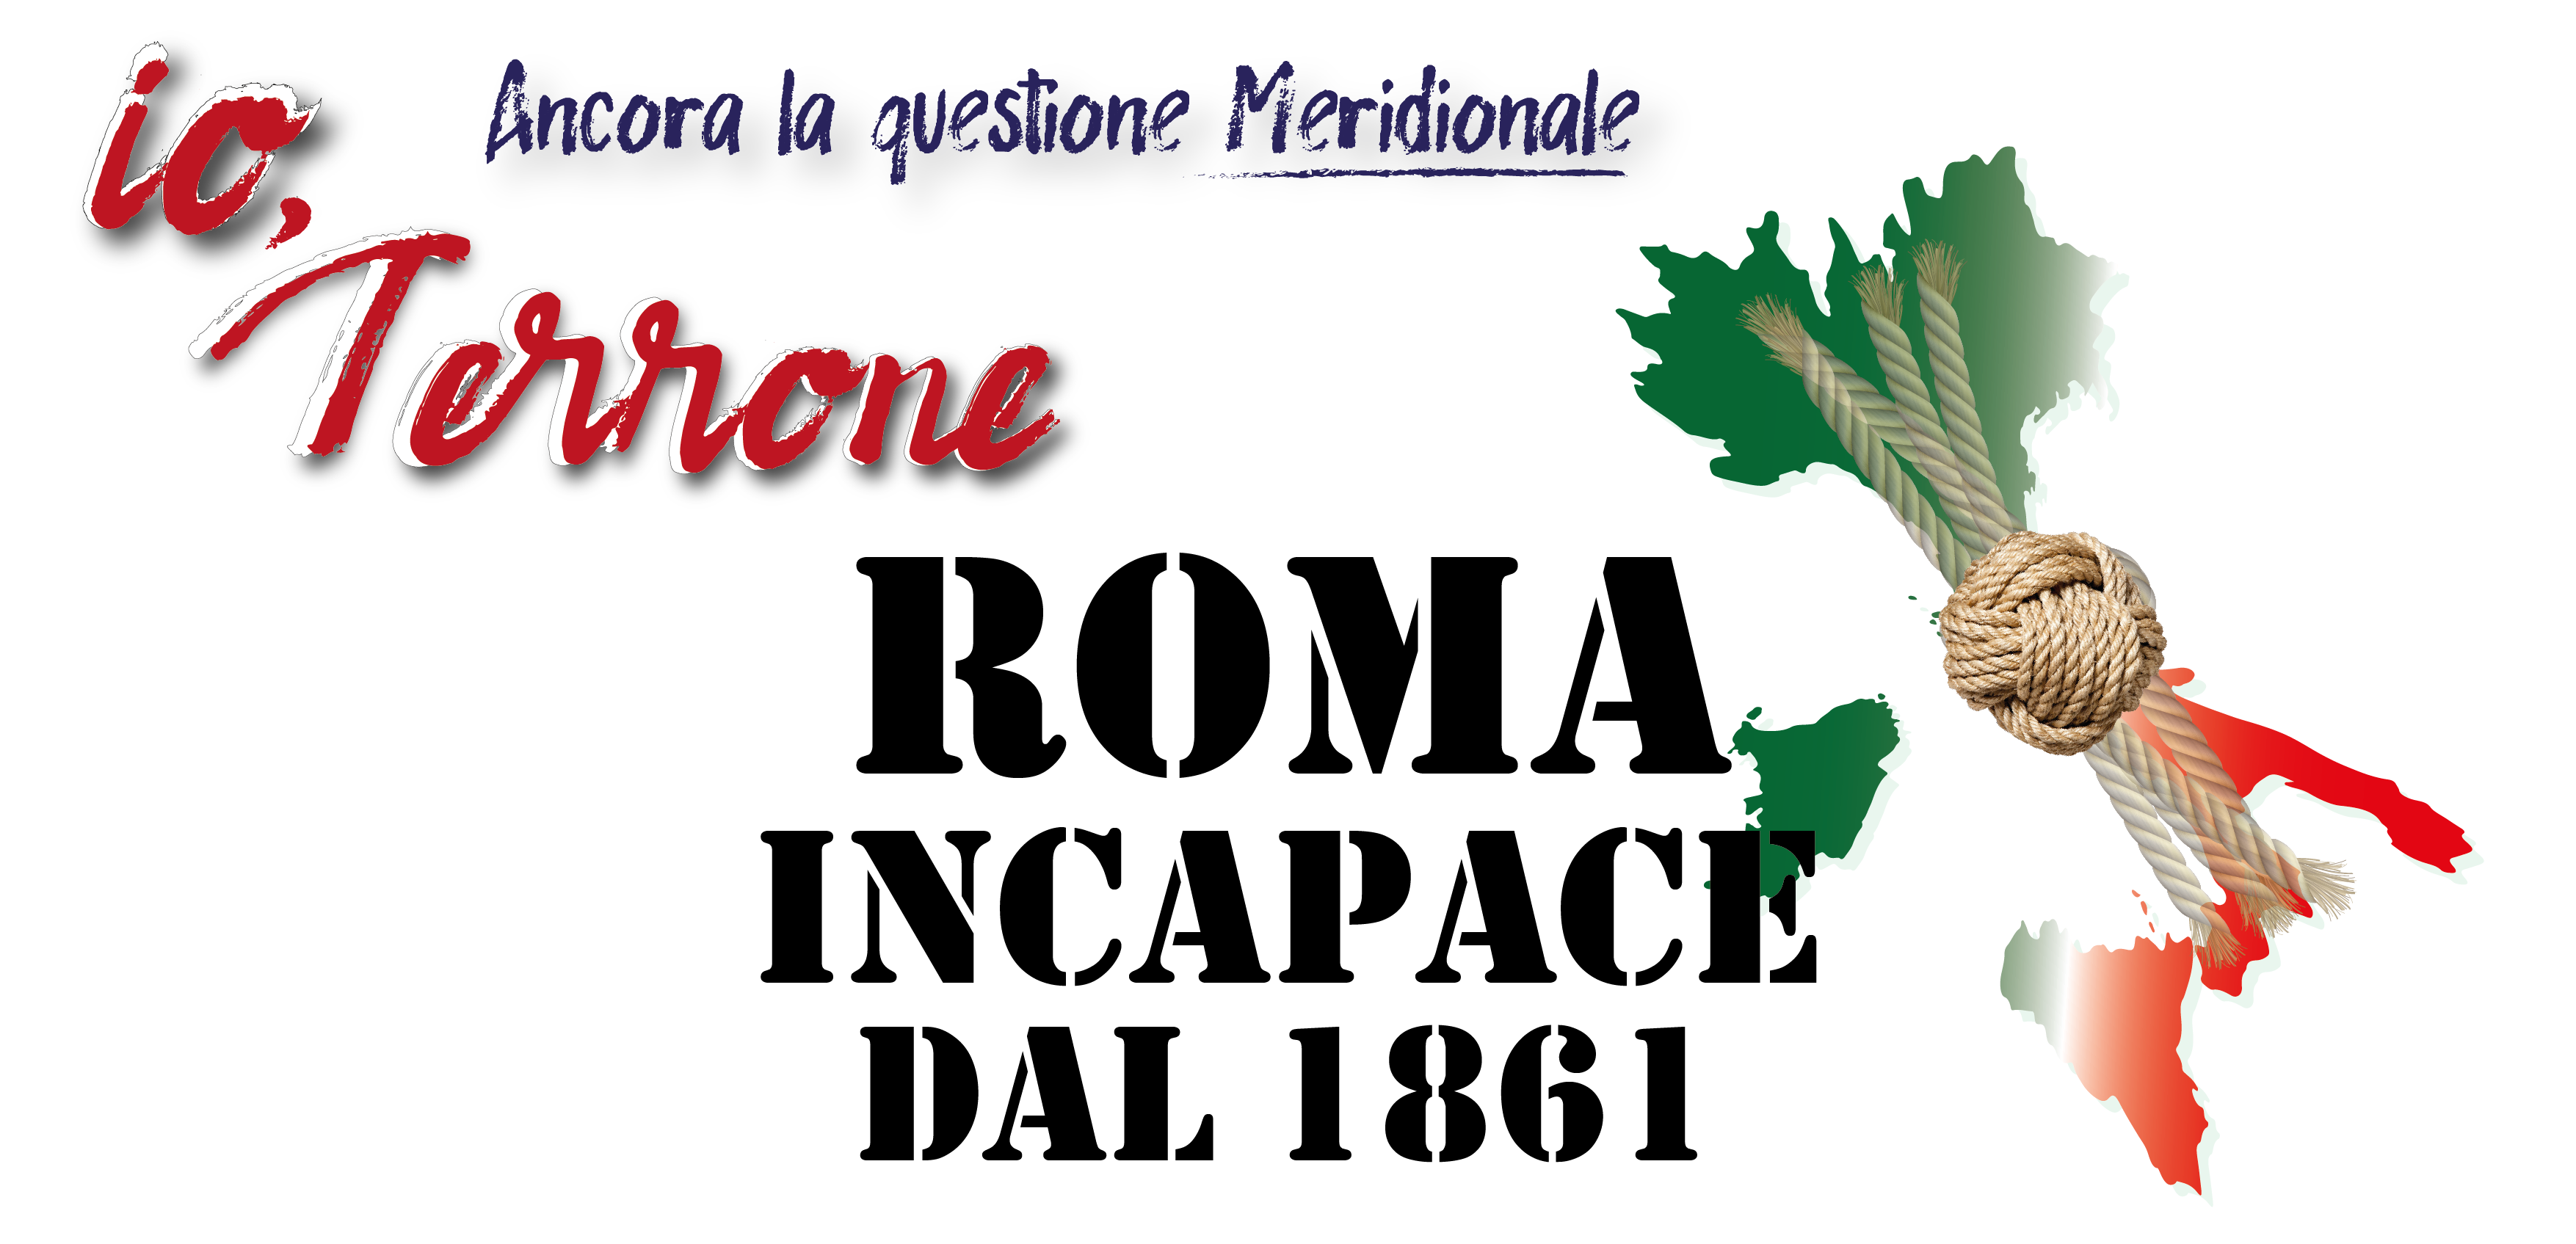 io,
Terrone
Ancora la questione Meridionale
ROMA
INCAPACE
DAL 1861